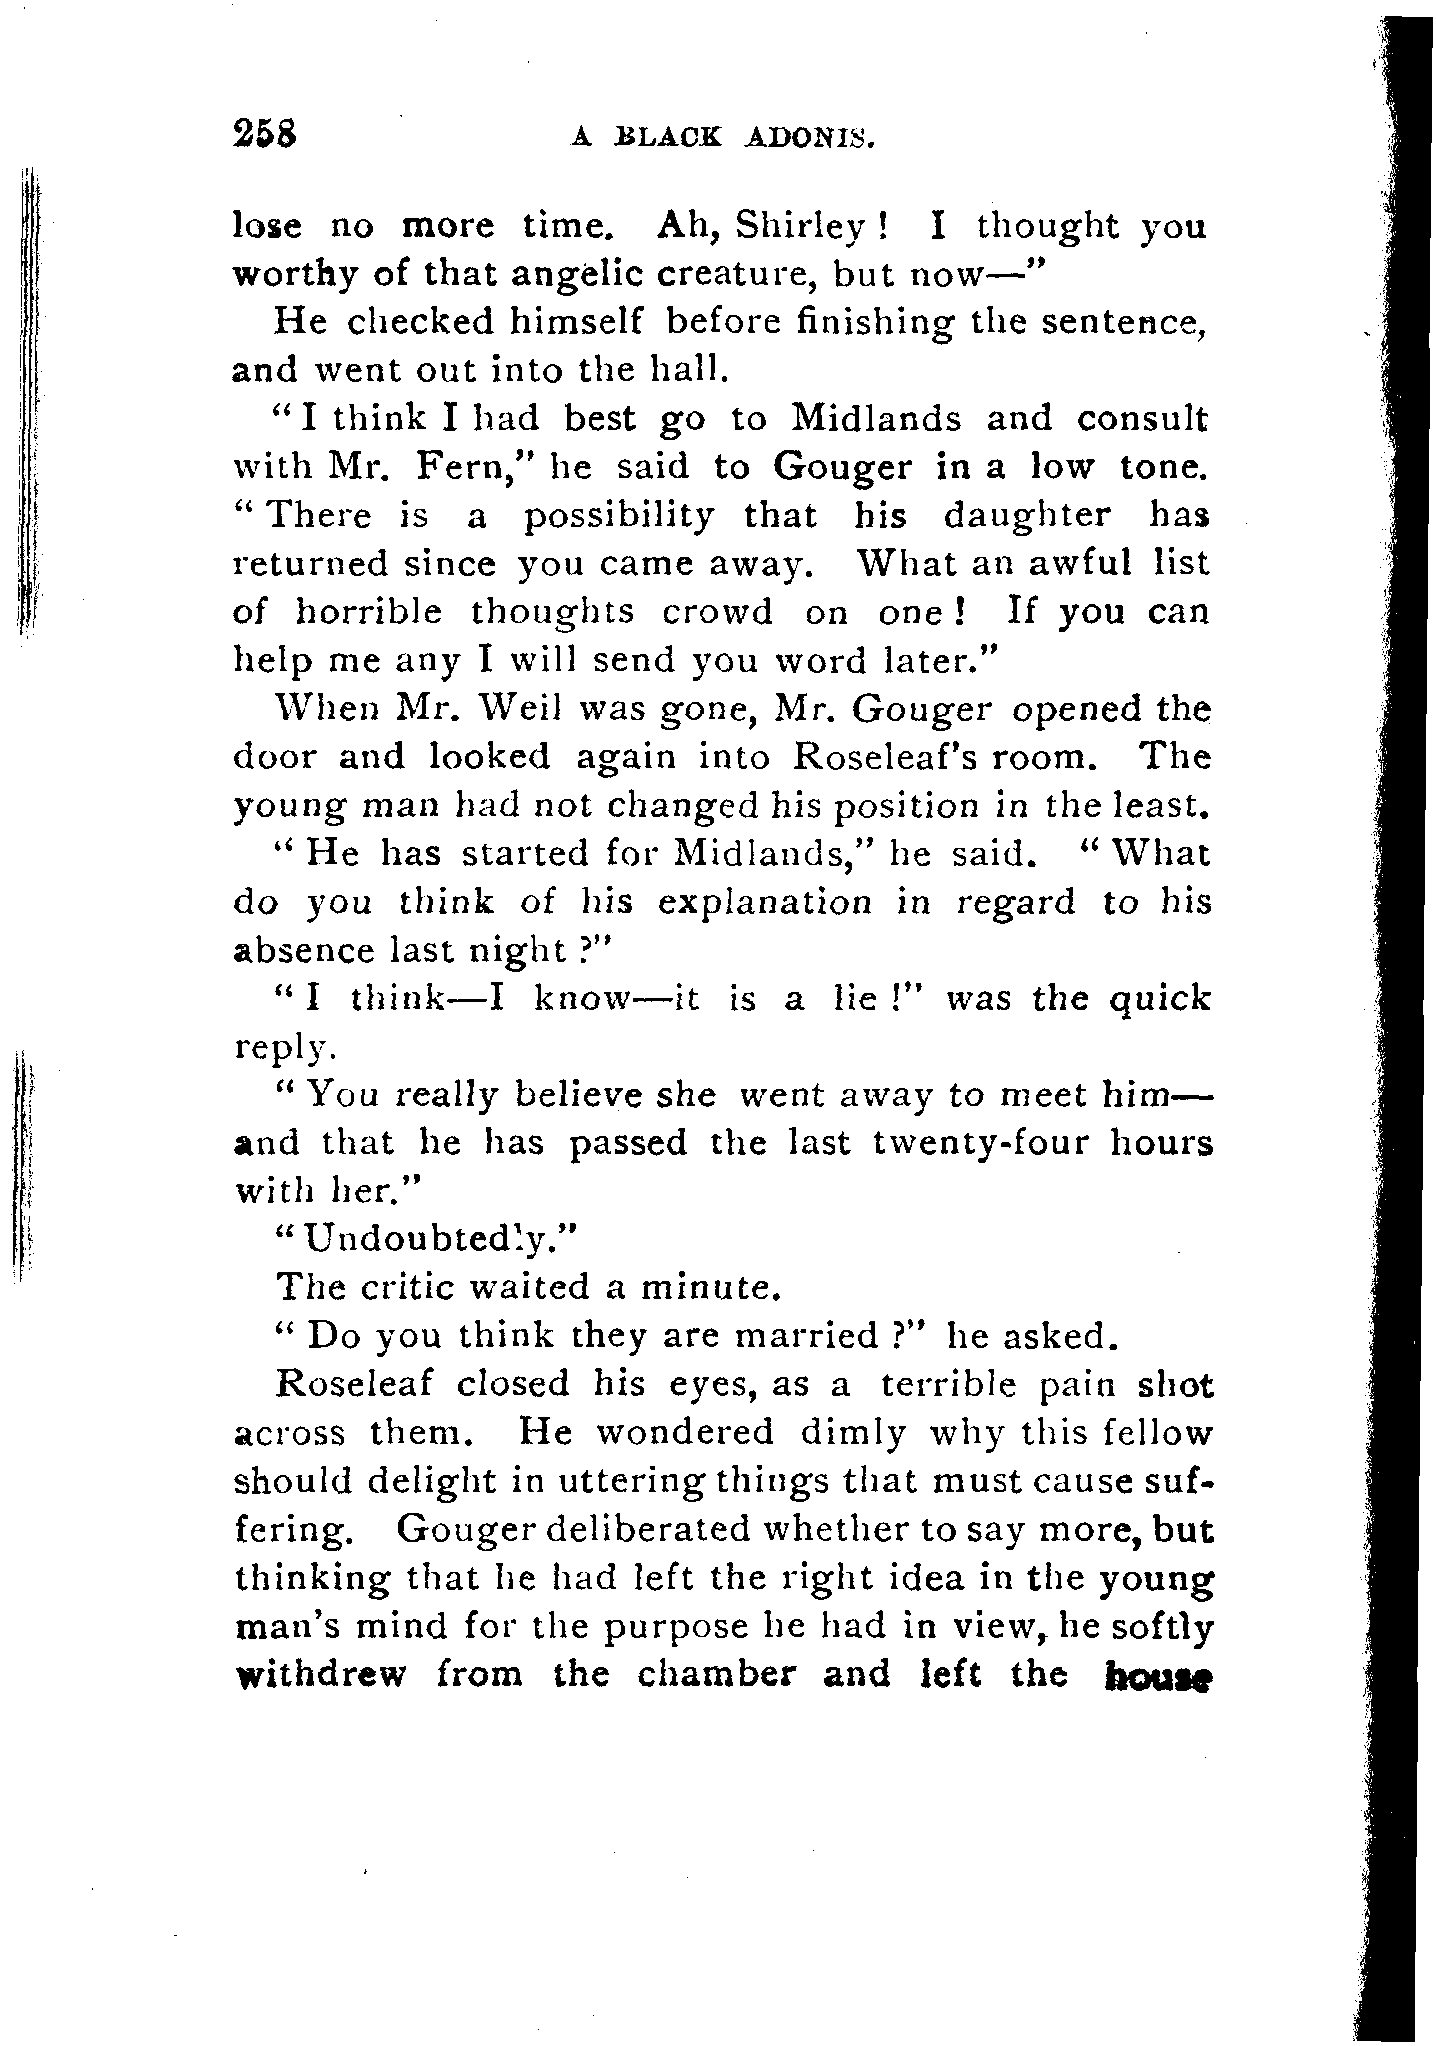 258 A BLACK ADONIS.
lose no more time. Ah, Shirley ! I thought you
worthy of that angelic creature, but now—"
He checked himself before finishing the sentence,
and went out into the hall.
" I think I had best go to Midlands and consult
with Mr. Fern," he said to Gouger in a low tone.
" There is a possibility that his daughter has
returned since you came away. What an awful list
of horrible thoughts crowd on one ! If you can
help me any I will send you word later."
When Mr. Weil was gone, Mr. Gouger opened the
door and looked again into Roseleaf's room. The
young man had not changed his position in the least.
" He has started for Midlands," he said. " What
do you think of his explanation in regard to his
absence last night ?"
" I think—I know—it is a lie !" was the quick
reply.
" You really believe she went away to meet him—
and that he has passed the last twenty-four hours
with her."
" Undoubtedly."
The critic waited a minute.
" Do you think they are married ?" he asked.
Roseleaf closed his eyes, as a terrible pain shot
across them. He wondered dimly why this fellow
should delight in uttering things that must cause suf-
fering. Gouger deliberated whether to say more, but
thinking that he had left the right idea in the young
man's mind for the purpose he had in view, he softly
withdrew from the chamber and left the house